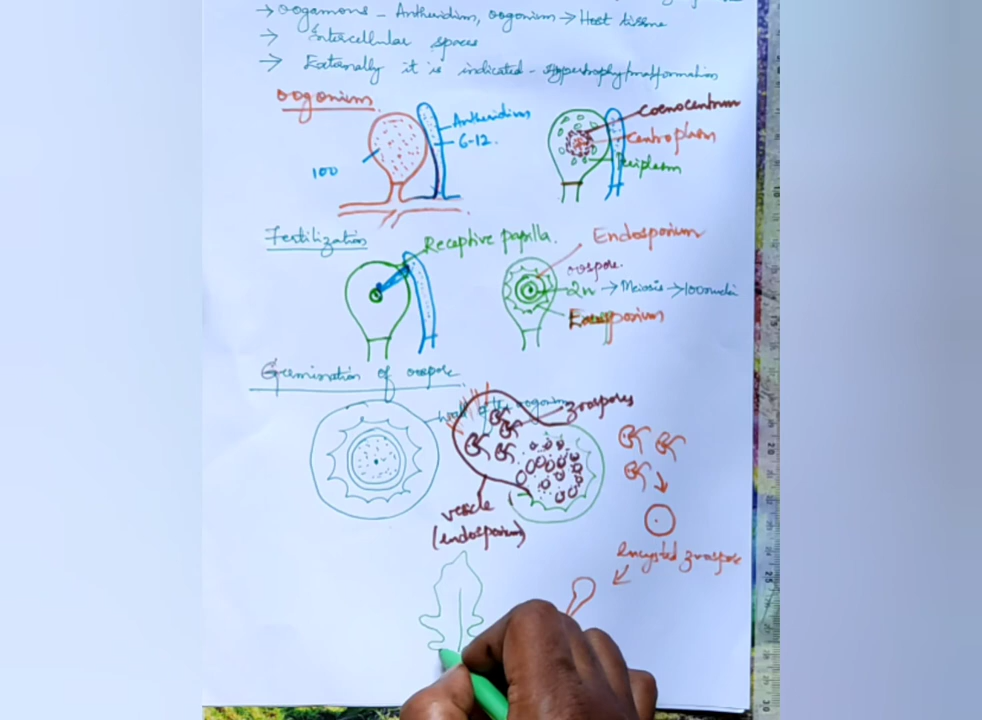 → oogamous - Antheridium, oogonium → Host tissue
→ Intercellular spaces
→ Externally it is indicated - Hypertrophy/malformation
oogonium
Antheridium
6-12.
100
Coenocentrum
Centroplasm
Periplasm
Fertilization
Receptive papilla.
Endosporium
oospore.
2n → Meiosis → 100 nuclei
Exosporium
Germination of oospore
wall of the oogonium
zoospores
vesicle
(endosporium)
encysted zoospore